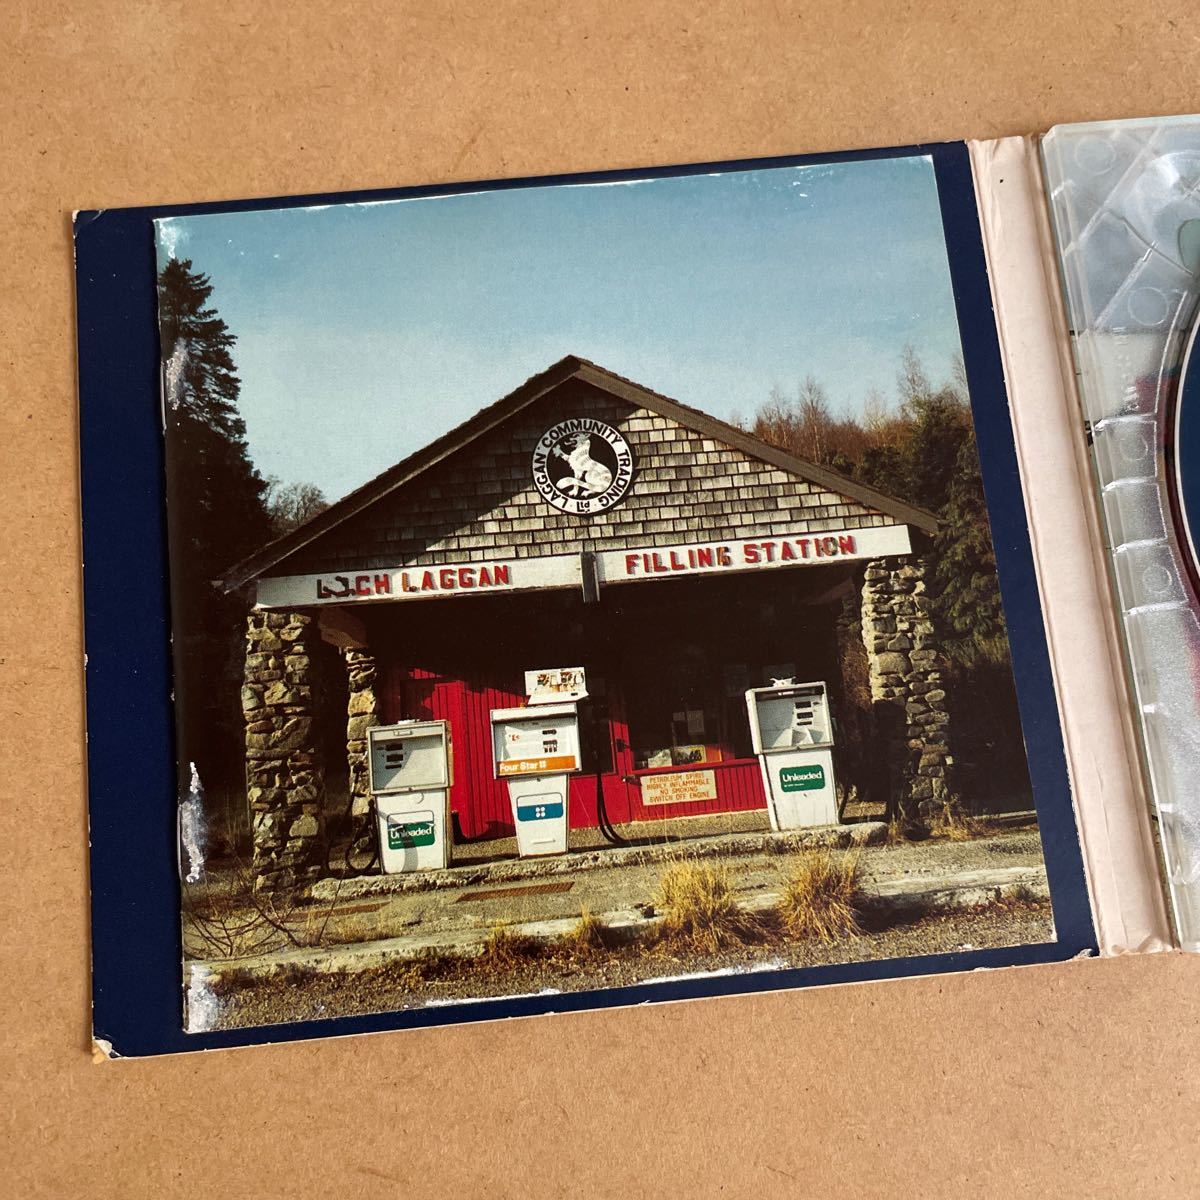 LAGGAN COMMUNITY TRADING
LOCH LAGGAN
FILLING STATION
Four Star
Unleaded
Unleaded
PETROLEUM SPIRIT
HIGHLY INFLAMMABLE
NO SMOKING
SWITCH OFF ENGINE